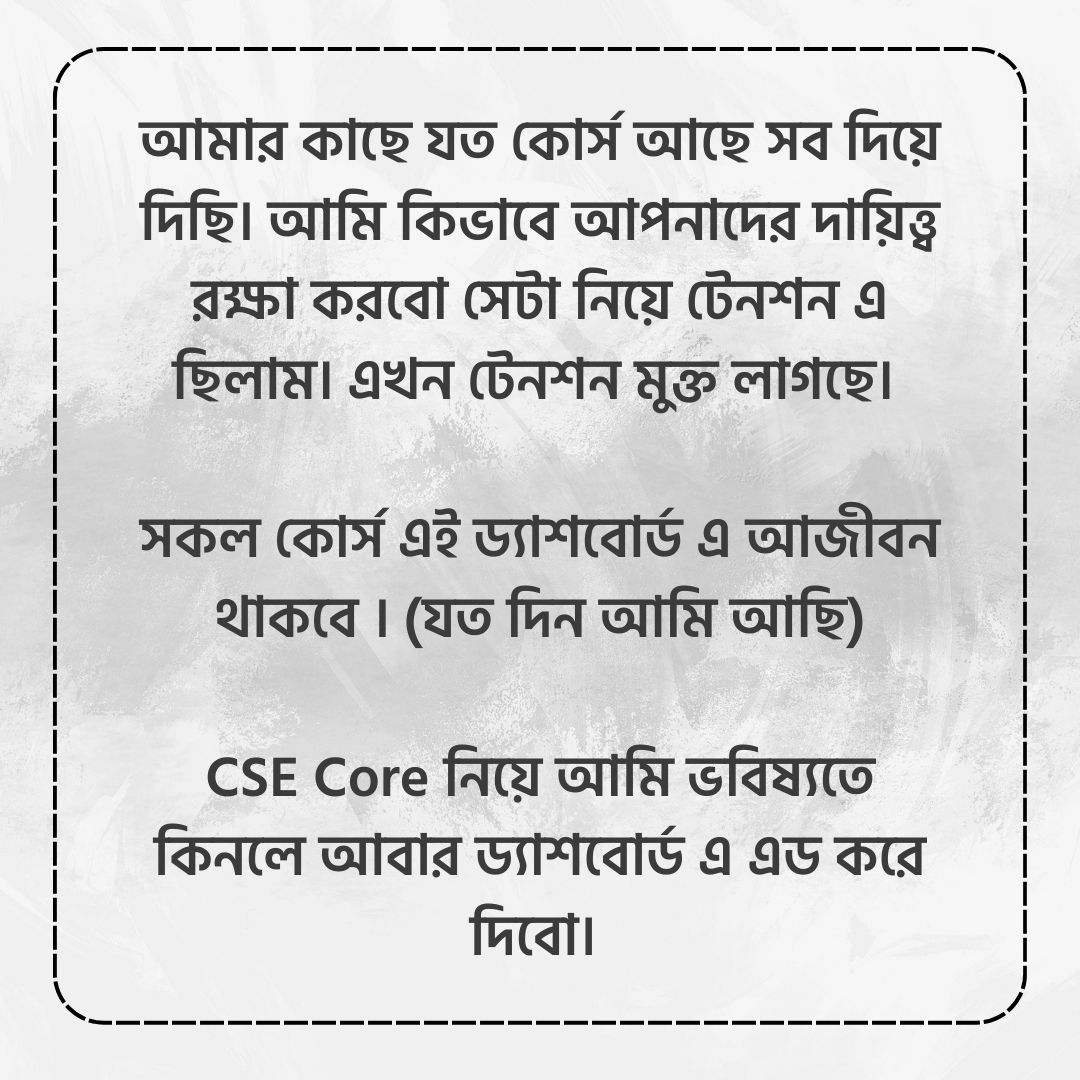 আমার কাছে যত কোর্স আছে সব দিয়ে
দিছি। আমি কিভাবে আপনাদের দায়িত্ত্ব
রক্ষা করবো সেটা নিয়ে টেনশন এ
ছিলাম। এখন টেনশন মুক্ত লাগছে।
সকল কোর্স এই ড্যাশবোর্ড এ আজীবন
থাকবে । (যত দিন আমি আছি)
CSE Core নিয়ে আমি ভবিষ্যতে
কিনলে আবার ড্যাশবোর্ড এ এড করে
দিবো।